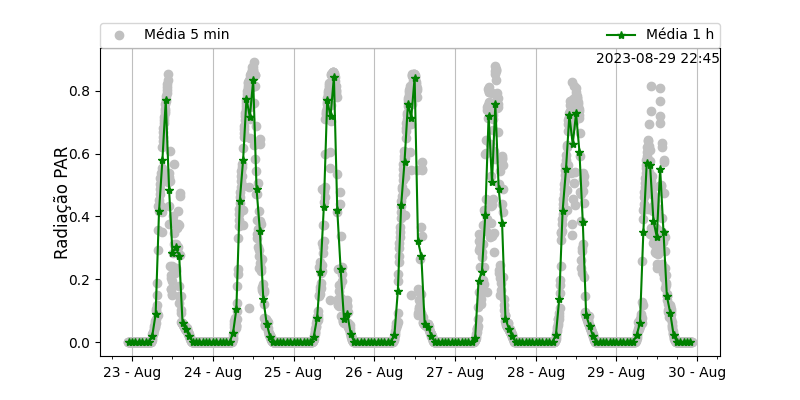 Média 5 min
Média 1 h
2023-08-29 22:45
Radiação PAR
0.8
0.6
0.4
0.2
0.0
23 - Aug
24 - Aug
25 - Aug
26 - Aug
27 - Aug
28 - Aug
29 - Aug
30 - Aug